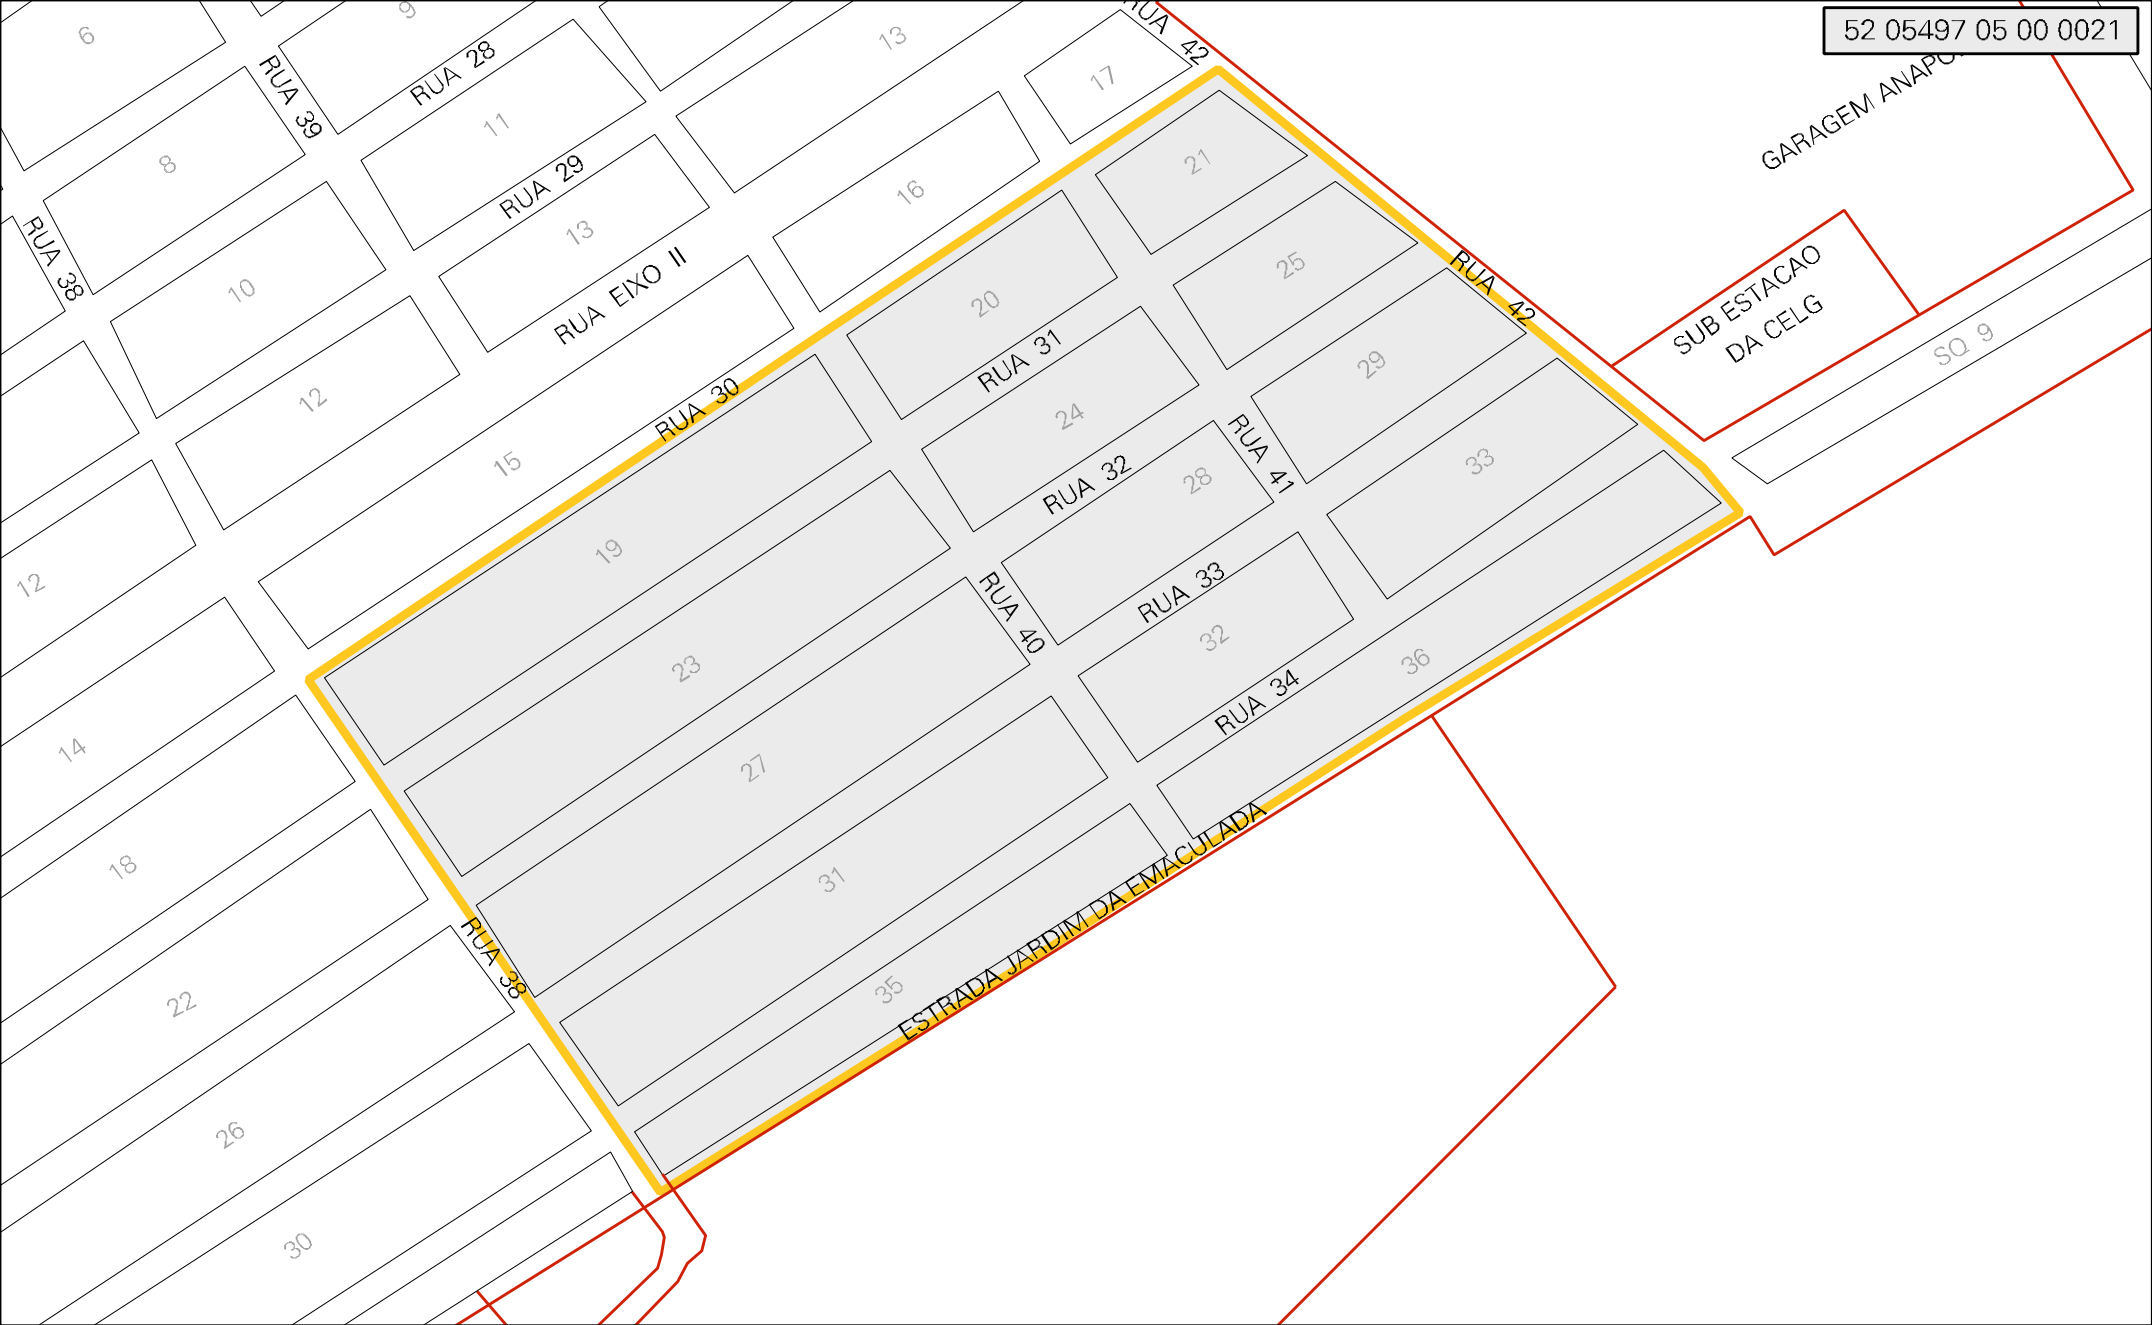 52 05497 05 00 0021
6
9
13
RUA 42
RUA 28
RUA 39
17
GARAGEM ANAPO
8
11
RUA 29
16
21
RUA 38
10
13
RUA EIXO II
20
25
RUA 42
SUB ESTACAO
DA CELG
SQ 9
12
RUA 30
RUA 31
29
15
24
RUA 41
33
19
RUA 32
28
12
RUA 40
RUA 33
23
32
36
14
27
RUA 34
18
31
ESTRADA JARDIM DA EMACULADA
RUA 38
35
22
26
30